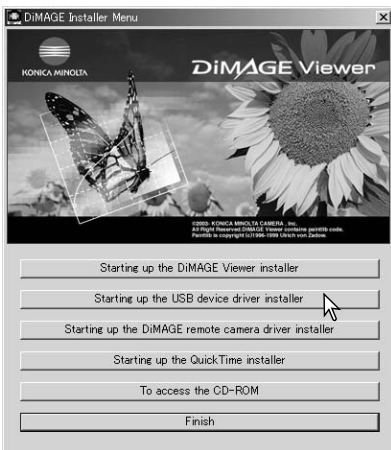 DiMAGE Installer Menu
KONICA MINOLTA
DiMAGE Viewer
©2003- KONICA MINOLTA CAMERA , Inc.
All Right Reserved.DiMAGE Viewer contains paintlib code.
Paintlib is copyright (c)1996-1998 Ulrich von Zadow.
Starting up the DiMAGE Viewer installer
Starting up the USB device driver installer
Starting up the DiMAGE remote camera driver installer
Starting up the QuickTime installer
To access the CD-ROM
Finish